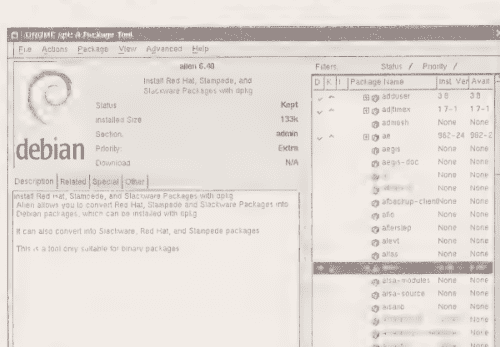 GNOME apt: A Package Tool
File Actions Package View Advanced Help
alien 6.40
Install Red Hat, Stampede, and
Slackware Packages with dpkg
Status Kept
Installed Size 133k
Section: admin
Priority: Extra
Download N/A
debian
Description Related Special Other
Install Red Hat, Stampede, and Slackware Packages with dpkg
Alien allows you to convert Red Hat, Stampede and Slackware Packages into
Debian packages, which can be installed with dpkg
It can also convert into Slackware, Red Hat, and Stampede packages
This is a tool only suitable for binary packages
Filters: Status / Priority /
D K ! Package Name Inst. Ver Avail.
adduser 3.8 3.8
adjtimex 1.7-1 1.7-1
admesh None None
ae 962-24 962-2
aegis None None
aegis-doc None None
None None
None None
afbackup-client None None
afio None None
afterstep None None
alevt None None
None None
alsa-modules None None
alsa-source None None
None None
None None
None None
None None